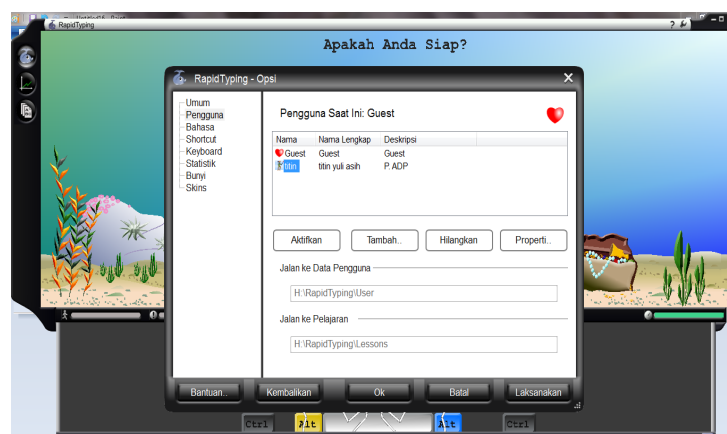 RapidTyping
Apakah Anda Siap?
RapidTyping - Opsi
Umum
Pengguna
Bahasa
Shortcut
Keyboard
Statistik
Bunyi
Skins
Pengguna Saat Ini: Guest
Nama Nama Lengkap Deskripsi
Guest Guest Guest
titin titin yuli asih P. ADP
Aktifkan Tambah.. Hilangkan Properti..
Jalan ke Data Pengguna
H:\RapidTyping\User
Jalan ke Pelajaran
H:\RapidTyping\Lessons
Bantuan.. Kembalikan Ok Batal Laksanakan
Ctrl Alt Alt Ctrl